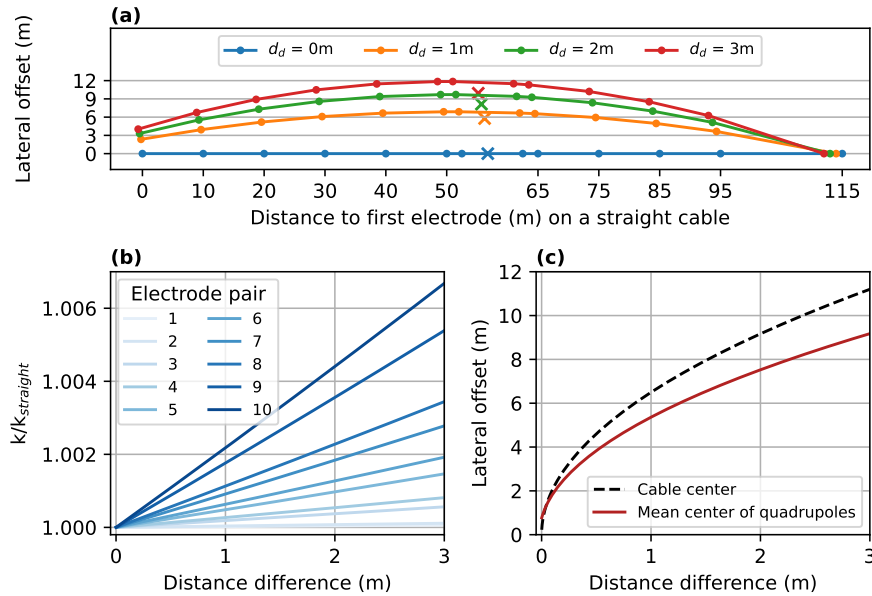 (a)
d_d = 0m d_d = 1m d_d = 2m d_d = 3m
Lateral offset (m)
12
9
6
3
0
0 10 20 30 40 50 65 75 85 95 115
Distance to first electrode (m) on a straight cable
(b)
Electrode pair
1 6
2 7
3 8
4 9
5 10
k/k_straight
1.006
1.004
1.002
1.000
0 1 2 3
Distance difference (m)
(c)
Lateral offset (m)
12
10
8
6
4
2
0
Cable center
Mean center of quadrupoles
0 1 2 3
Distance difference (m)